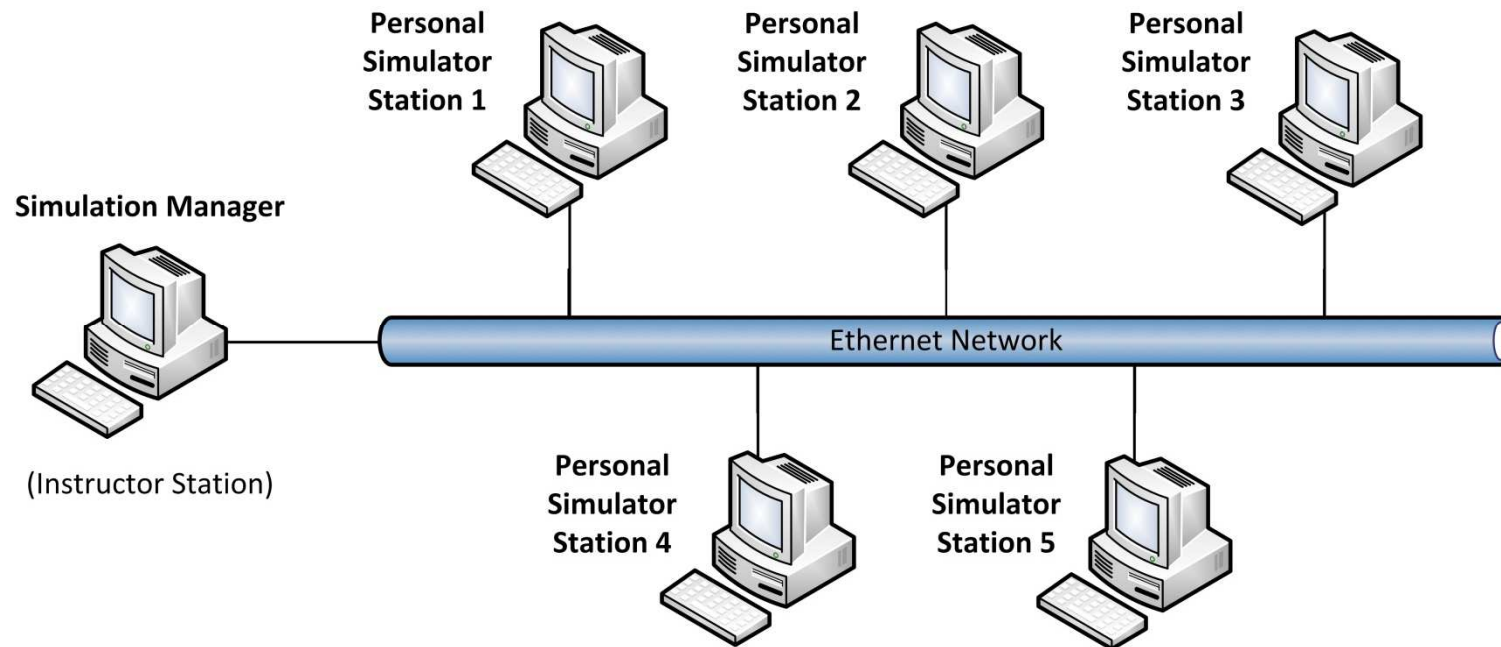 Personal
Simulator
Station 1
Personal
Simulator
Station 2
Personal
Simulator
Station 3
Simulation Manager
(Instructor Station)
Ethernet Network
Personal
Simulator
Station 4
Personal
Simulator
Station 5